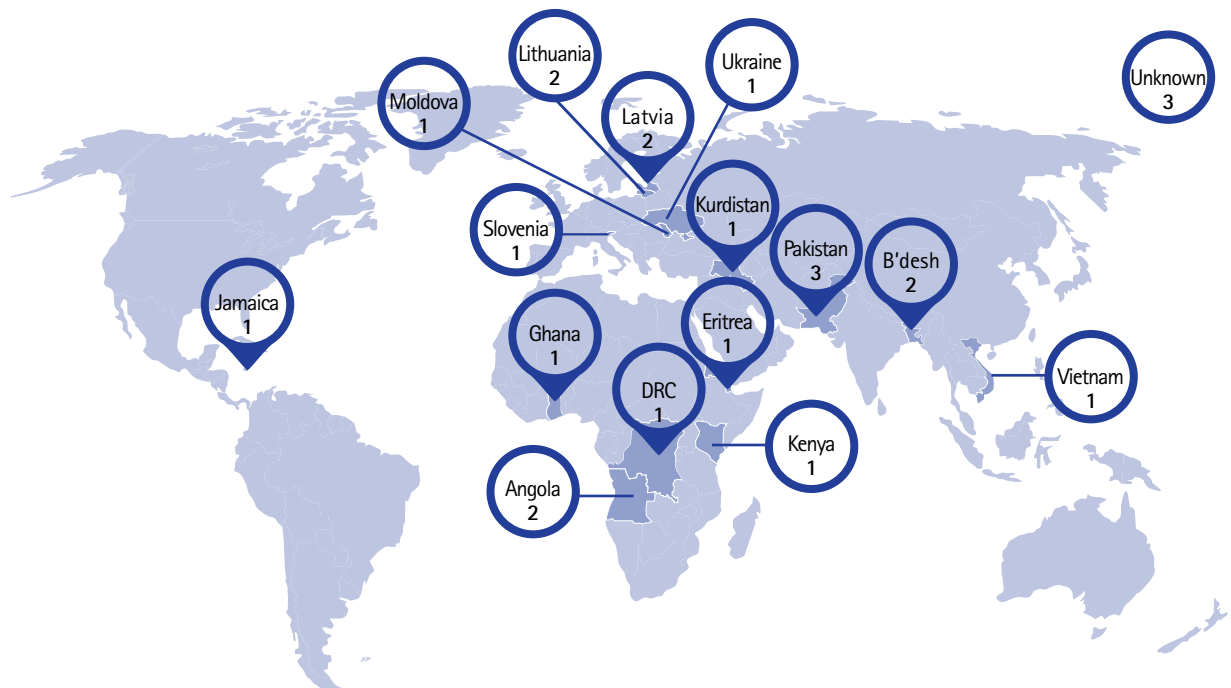 Lithuania
2
Ukraine
1
Unknown
3
Moldova
1
Latvia
2
Kurdistan
1
Slovenia
1
Pakistan
3
B'desh
2
Jamaica
1
Ghana
1
Eritrea
1
DRC
1
Vietnam
1
Kenya
1
Angola
2